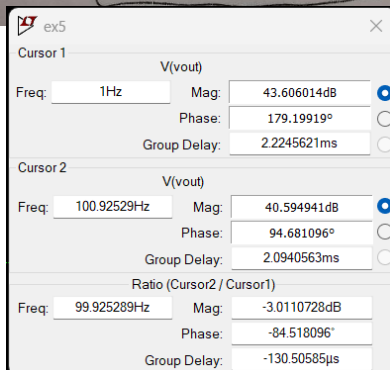 ex5
Cursor 1
V(vout)
Freq: 1Hz Mag: 43.606014dB
Phase: 179.19919°
Group Delay: 2.2245621ms
Cursor 2
V(vout)
Freq: 100.92529Hz Mag: 40.594941dB
Phase: 94.681096°
Group Delay: 2.0940563ms
Ratio (Cursor2 / Cursor1)
Freq: 99.925289Hz Mag: -3.0110728dB
Phase: -84.518096°
Group Delay: -130.50585µs